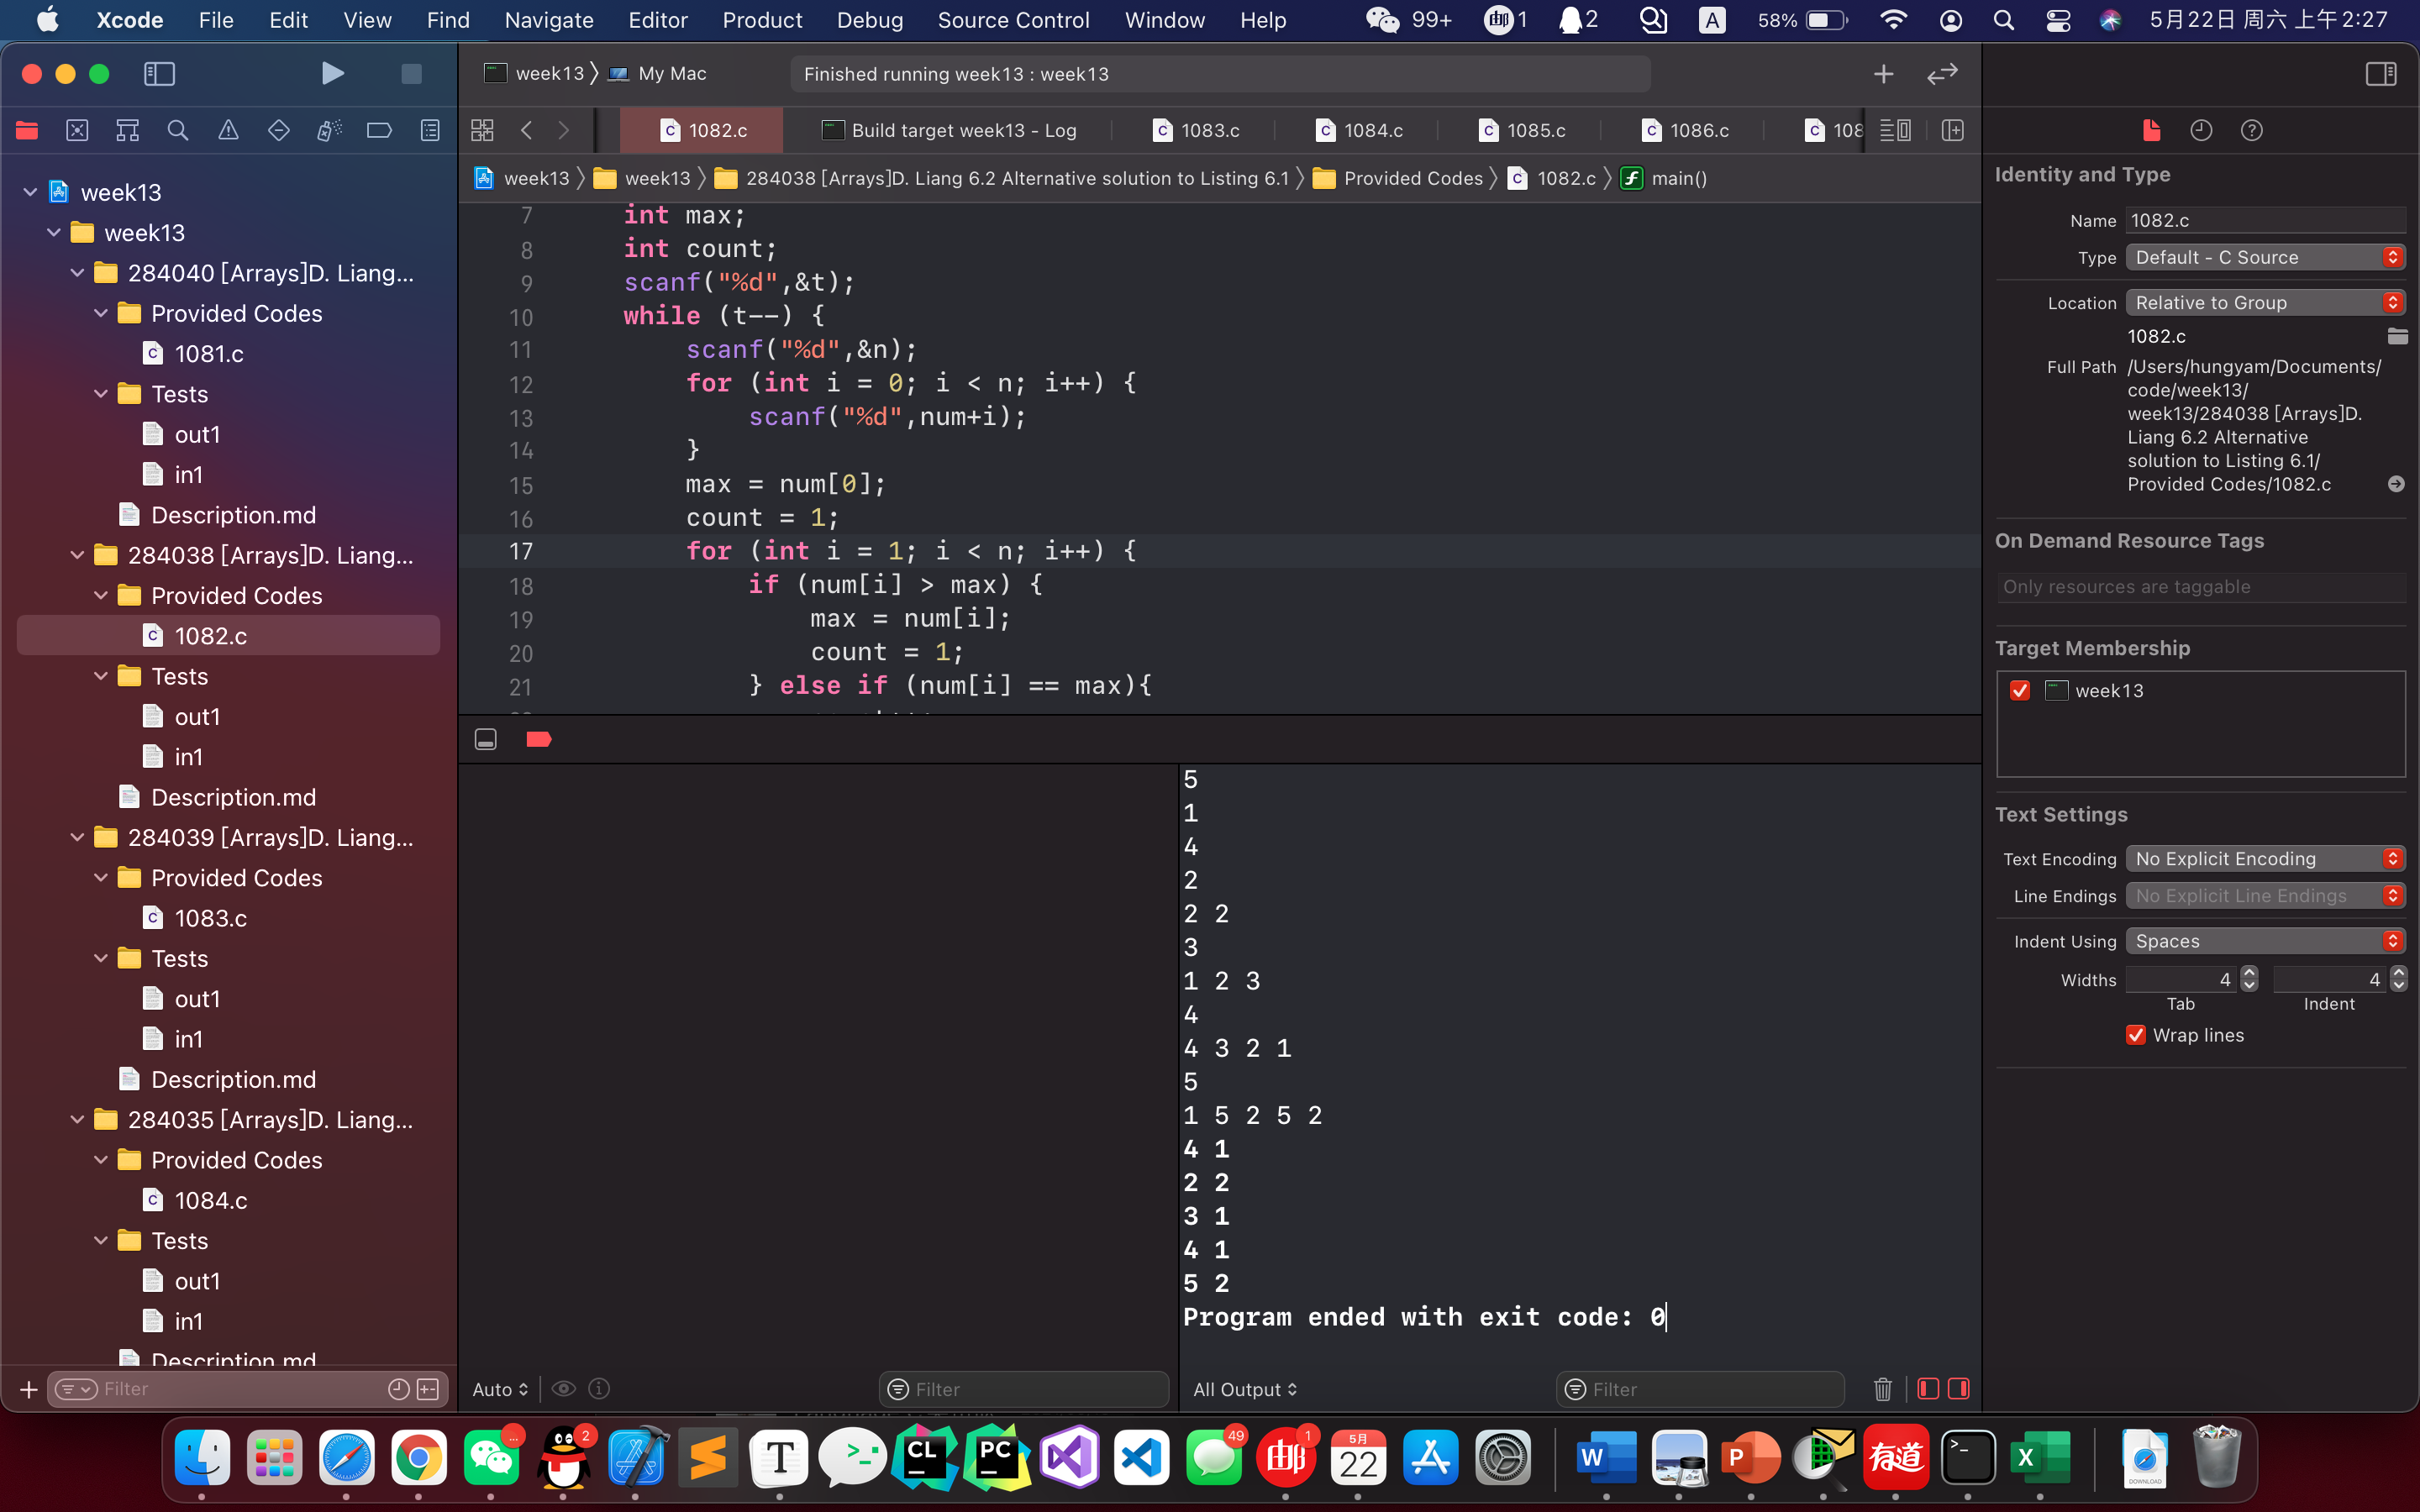 Xcode File Edit View Find Navigate Editor Product Debug Source Control Window Help 99+ 1 2 A 58% 5月22日 周六 上午2:27
week13 〉 My Mac
Finished running week13 : week13
1082.c
Build target week13 - Log
1083.c
1084.c
1085.c
1086.c
108
week13 〉 week13 〉 284038 [Arrays]D. Liang 6.2 Alternative solution to Listing 6.1 〉 Provided Codes 〉 1082.c 〉 main()
week13
week13
284040 [Arrays]D. Liang...
Provided Codes
1081.c
Tests
out1
in1
Description.md
284038 [Arrays]D. Liang...
Provided Codes
1082.c
Tests
out1
in1
Description.md
284039 [Arrays]D. Liang...
Provided Codes
1083.c
Tests
out1
in1
Description.md
284035 [Arrays]D. Liang...
Provided Codes
1084.c
Tests
out1
in1
Description.md
Filter
7 int max;
8 int count;
9 scanf("%d",&t);
10 while (t--) {
11 scanf("%d",&n);
12 for (int i = 0; i < n; i++) {
13 scanf("%d",num+i);
14 }
15 max = num[0];
16 count = 1;
17 for (int i = 1; i < n; i++) {
18 if (num[i] > max) {
19 max = num[i];
20 count = 1;
21 } else if (num[i] == max){
5
1
4
2
2 2
3
1 2 3
4
4 3 2 1
5
1 5 2 5 2
4 1
2 2
3 1
4 1
5 2
Program ended with exit code: 0
Auto
Filter
All Output
Filter
Identity and Type
Name 1082.c
Type Default - C Source
Location Relative to Group
1082.c
Full Path /Users/hungyam/Documents/
code/week13/
week13/284038 [Arrays]D.
Liang 6.2 Alternative
solution to Listing 6.1/
Provided Codes/1082.c
On Demand Resource Tags
Only resources are taggable
Target Membership
week13
Text Settings
Text Encoding No Explicit Encoding
Line Endings No Explicit Line Endings
Indent Using Spaces
Widths 4 4
Tab Indent
Wrap lines
2 T CL PC 49 邮 1 5月 22 W P 有道 X DOWNLOAD